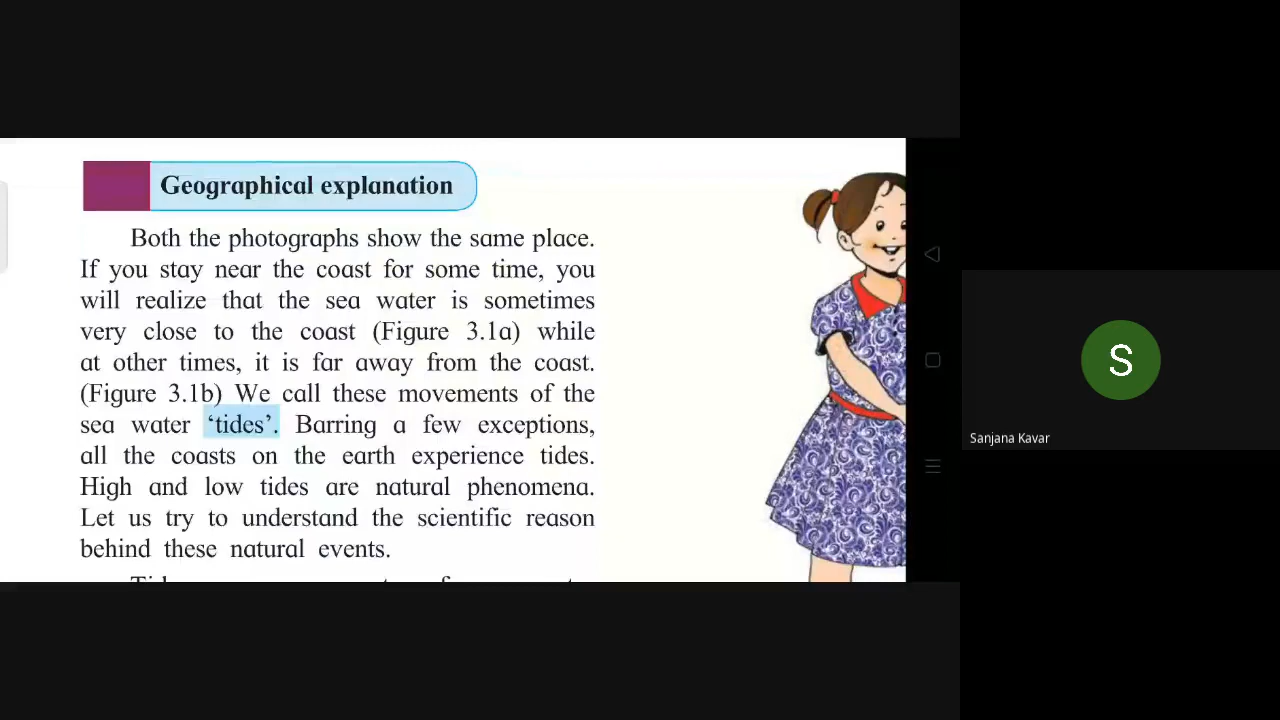 Geographical explanation
Both the photographs show the same place.
If you stay near the coast for some time, you
will realize that the sea water is sometimes
very close to the coast (Figure 3.1a) while
at other times, it is far away from the coast.
(Figure 3.1b) We call these movements of the
sea water ‘tides’. Barring a few exceptions,
all the coasts on the earth experience tides.
High and low tides are natural phenomena.
Let us try to understand the scientific reason
behind these natural events.
S
Sanjana Kavar